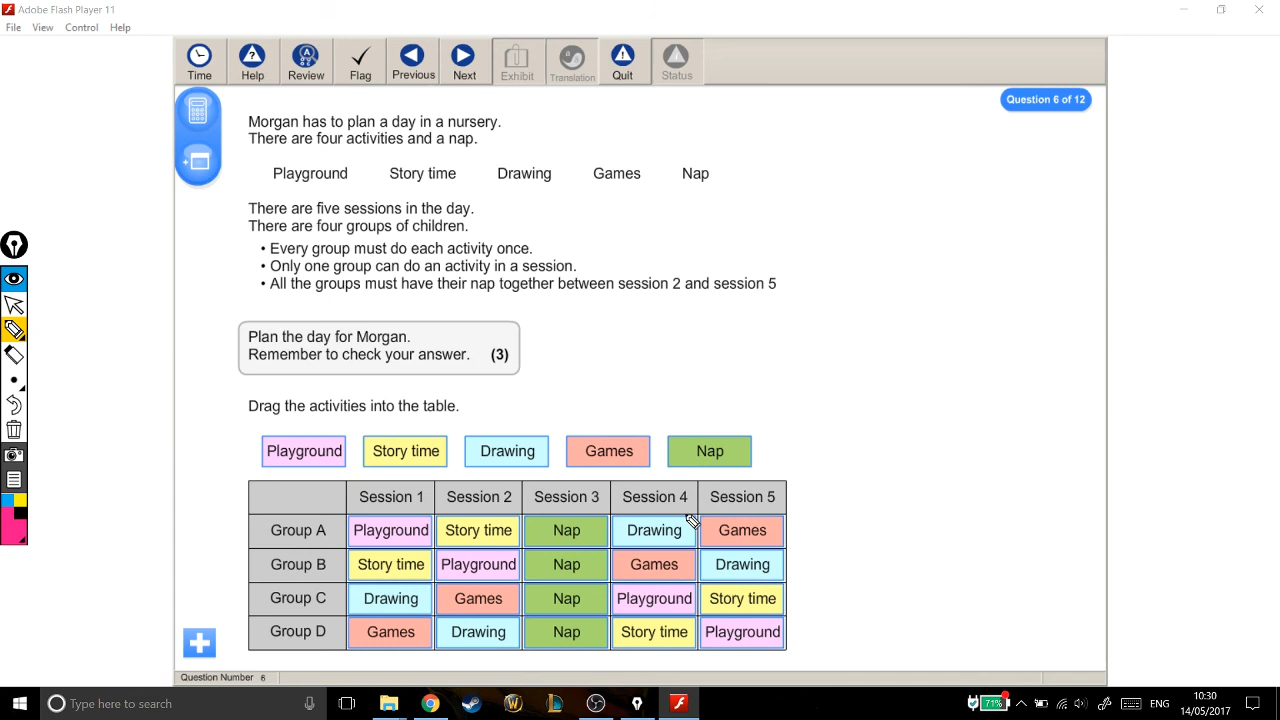 Adobe Flash Player 11
File View Control Help
Time Help Review Flag Previous Next Exhibit Translation Quit Status
Question 6 of 12
Morgan has to plan a day in a nursery.
There are four activities and a nap.
Playground Story time Drawing Games Nap
There are five sessions in the day.
There are four groups of children.
• Every group must do each activity once.
• Only one group can do an activity in a session.
• All the groups must have their nap together between session 2 and session 5
Plan the day for Morgan.
Remember to check your answer. (3)
Drag the activities into the table.
Playground Story time Drawing Games Nap
Session 1 Session 2 Session 3 Session 4 Session 5
Group A Playground Story time Nap Drawing Games
Group B Story time Playground Nap Games Drawing
Group C Drawing Games Nap Playground Story time
Group D Games Drawing Nap Story time Playground
Question Number 6
Type here to search
71%
ENG
10:30
14/05/2017